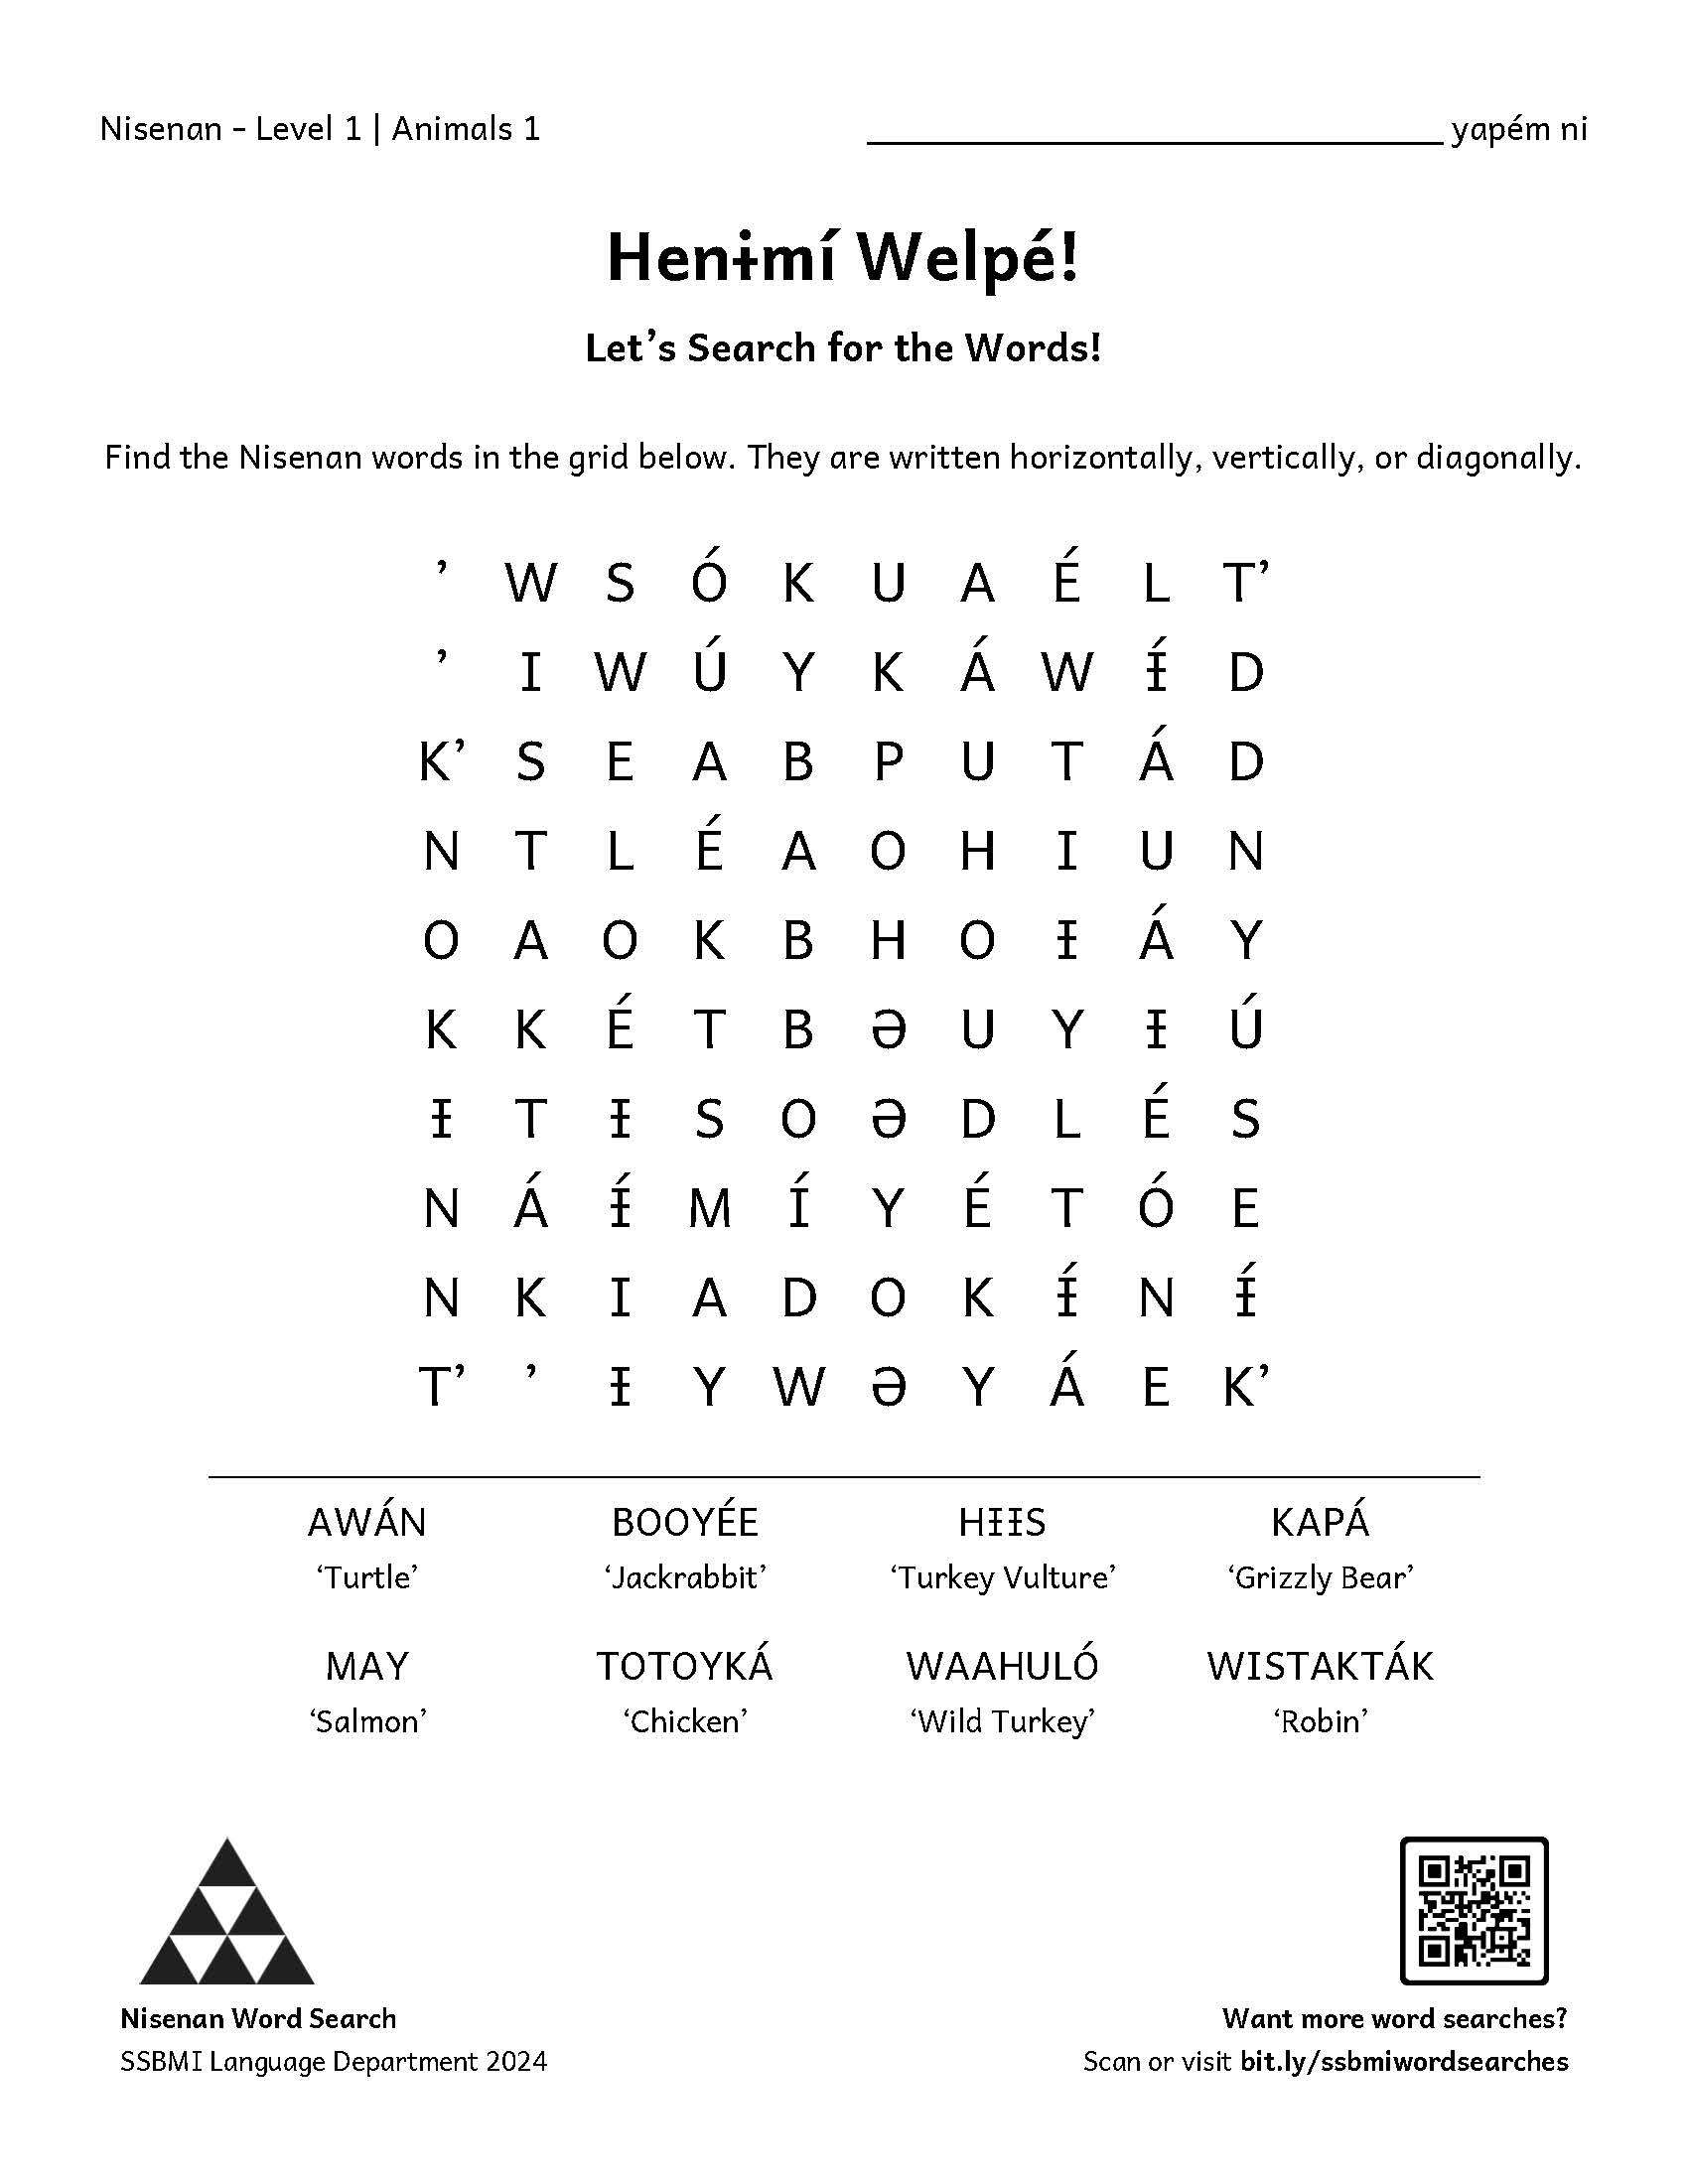 Nisenan – Level 1 | Animals 1 ______________________________ yapém ni
Henɨmí Welpé!
Let’s Search for the Words!
Find the Nisenan words in the grid below. They are written horizontally, vertically, or diagonally.
’ W S Ó K U A É L T’
’ I W Ú Y K Á W Ɨ́ D
K’ S E A B P U T Á D
N T L É A O H I U N
O A O K B H O Ɨ Á Y
K K É T B Ə U Y Ɨ Ú
Ɨ T Ɨ S O Ə D L É S
N Á Ɨ́ M Í Y É T Ó E
N K I A D O K Ɨ́ N Ɨ́
T’ ’ Ɨ Y W Ə Y Á E K’
AWÁN BOOYÉE HƗƗS KAPÁ
‘Turtle’ ‘Jackrabbit’ ‘Turkey Vulture’ ‘Grizzly Bear’
MAY TOTOYKÁ WAAHULÓ WISTAKTÁK
‘Salmon’ ‘Chicken’ ‘Wild Turkey’ ‘Robin’
Nisenan Word Search
SSBMI Language Department 2024
Want more word searches?
Scan or visit bit.ly/ssbmiwordsearches